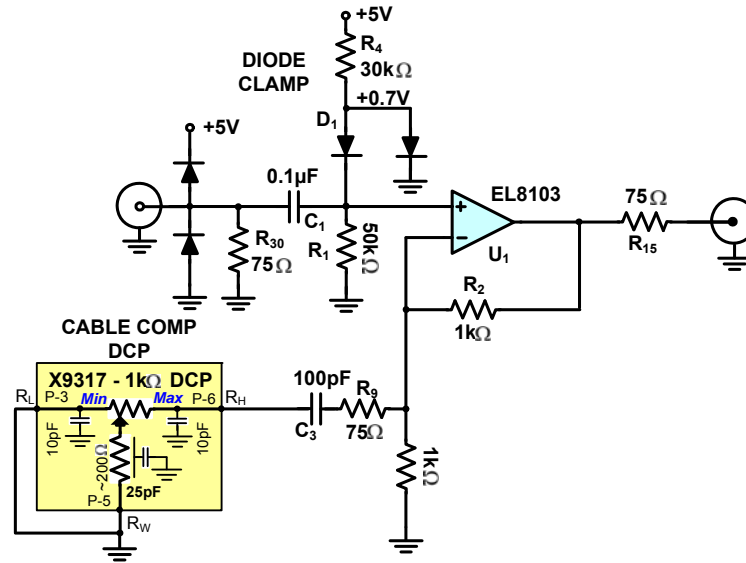 +5V
R4
30kΩ
DIODE
CLAMP
+0.7V
D1
+5V
0.1µF
EL8103
75Ω
+
−
C1
R30
75Ω
R1
50kΩ
U1
R15
R2
1kΩ
CABLE COMP
DCP
X9317 - 1kΩ DCP
RL
P-3
Min
Max
P-6
RH
100pF
R9
10pF
10pF
C3
75Ω
~200Ω
25pF
1kΩ
P-5
RW